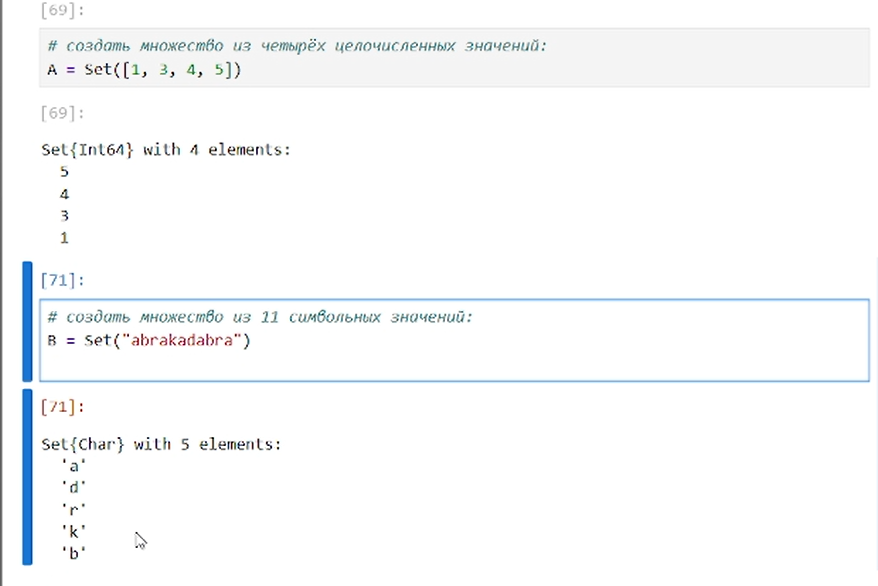 [69]:
# создать множество из четырёх целочисленных значений:
A = Set([1, 3, 4, 5])
[69]:
Set{Int64} with 4 elements:
5
4
3
1
[71]:
# создать множество из 11 символьных значений:
B = Set("abrakadabra")
[71]:
Set{Char} with 5 elements:
'a'
'd'
'r'
'k'
'b'